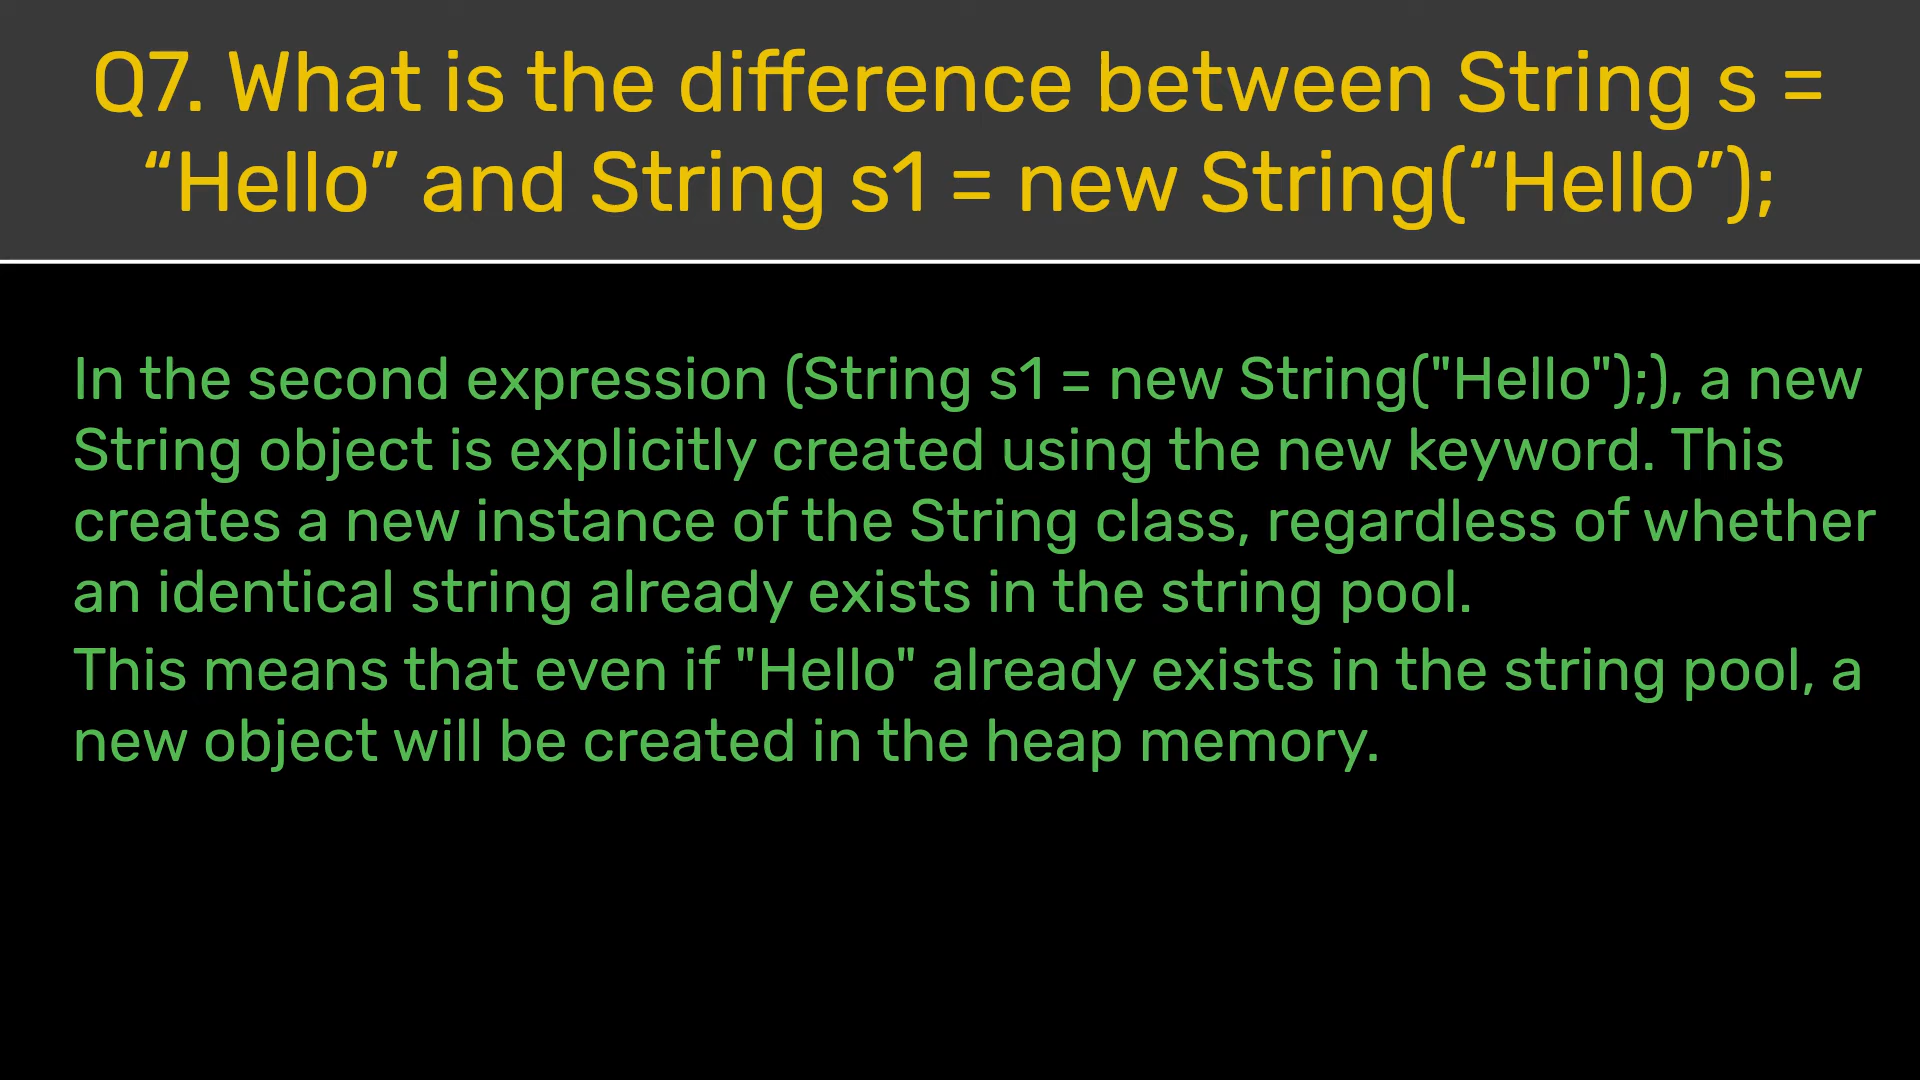 Q7. What is the difference between String s =
“Hello” and String s1 = new String(“Hello”);
In the second expression (String s1 = new String("Hello");), a new
String object is explicitly created using the new keyword. This
creates a new instance of the String class, regardless of whether
an identical string already exists in the string pool.
This means that even if "Hello" already exists in the string pool, a
new object will be created in the heap memory.